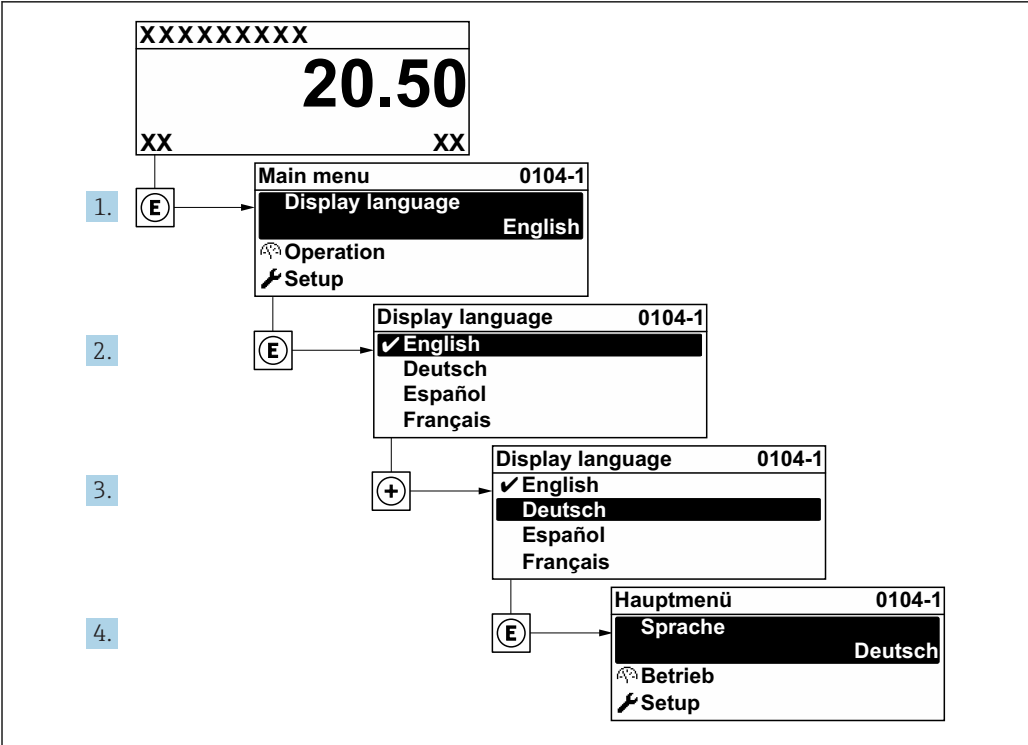 XXXXXXXXX
20.50
XX XX
1.
E
Main menu 0104-1
Display language
English
Operation
Setup
2.
E
Display language 0104-1
✔English
Deutsch
Español
Français
3.
+
Display language 0104-1
✔English
Deutsch
Español
Français
4.
E
Hauptmenü 0104-1
Sprache
Deutsch
Betrieb
Setup